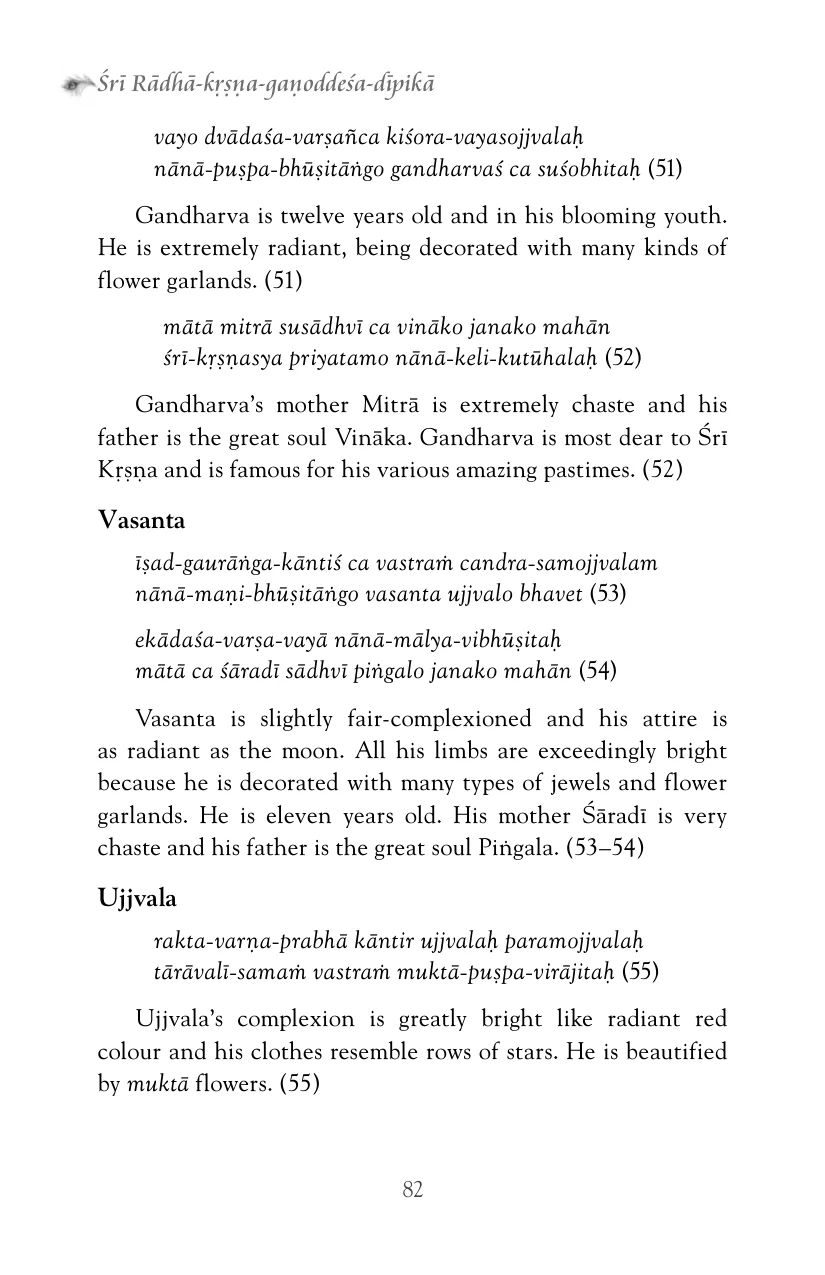 Śrī Rādhā-kṛṣṇa-gaṇoddeśa-dīpikā
vayo dvādaśa-varṣañca kiśora-vayasojjvalaḥ
nānā-puṣpa-bhūṣitāṅgo gandharvaś ca suśobhitaḥ (51)
Gandharva is twelve years old and in his blooming youth.
He is extremely radiant, being decorated with many kinds of
flower garlands. (51)
mātā mitrā susādhvī ca vināko janako mahān
śrī-kṛṣṇasya priyatamo nānā-keli-kutūhalaḥ (52)
Gandharva’s mother Mitrā is extremely chaste and his
father is the great soul Vināka. Gandharva is most dear to Śrī
Kṛṣṇa and is famous for his various amazing pastimes. (52)
Vasanta
īṣad-gaurāṅga-kāntiś ca vastraṁ candra-samojjvalam
nānā-maṇi-bhūṣitāṅgo vasanta ujjvalo bhavet (53)
ekādaśa-varṣa-vayā nānā-mālya-vibhūṣitaḥ
mātā ca śāradī sādhvī piṅgalo janako mahān (54)
Vasanta is slightly fair-complexioned and his attire is
as radiant as the moon. All his limbs are exceedingly bright
because he is decorated with many types of jewels and flower
garlands. He is eleven years old. His mother Śāradī is very
chaste and his father is the great soul Piṅgala. (53–54)
Ujjvala
rakta-varṇa-prabhā kāntir ujjvalaḥ paramojjvalaḥ
tārāvalī-samaṁ vastraṁ muktā-puṣpa-virājitaḥ (55)
Ujjvala’s complexion is greatly bright like radiant red
colour and his clothes resemble rows of stars. He is beautified
by muktā flowers. (55)
82